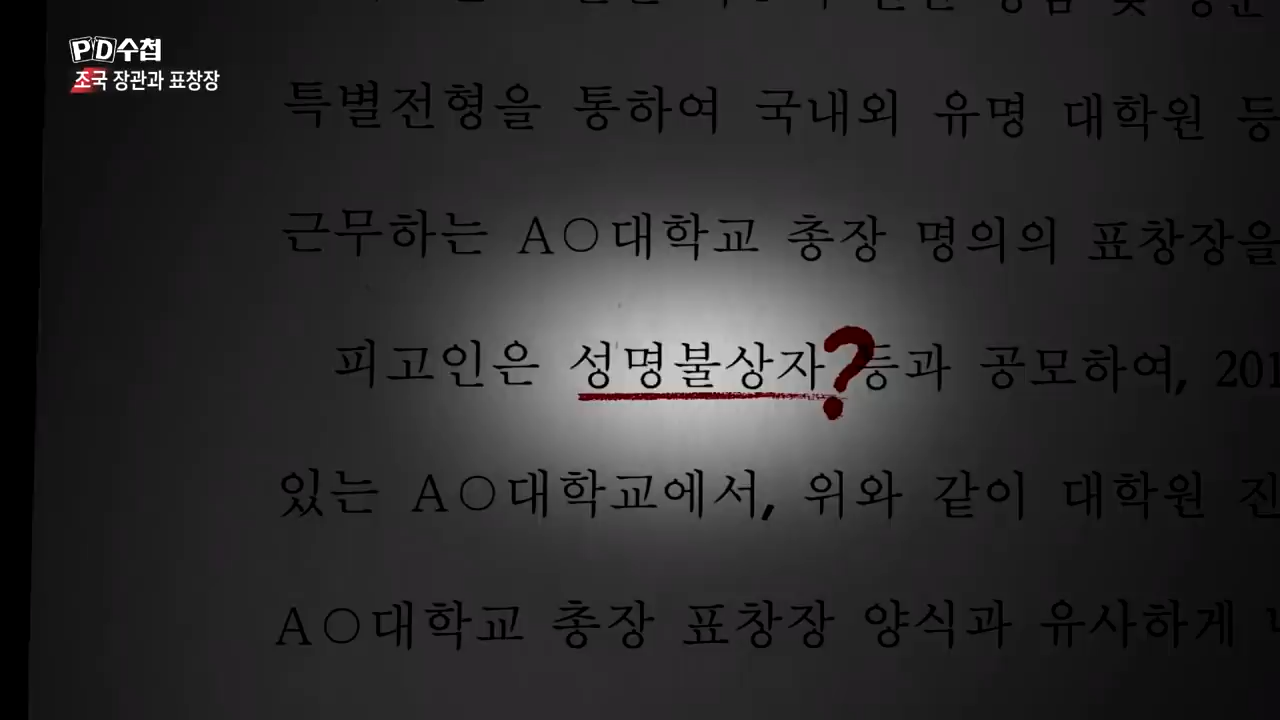 PD수첩
조국 장관과 표창장
특별전형을 통하여 국내외 유명 대학원 등
근무하는 A○대학교 총장 명의의 표창장을
피고인은 성명불상자?등과 공모하여, 201
있는 A○대학교에서, 위와 같이 대학원 진
A○대학교 총장 표창장 양식과 유사하게